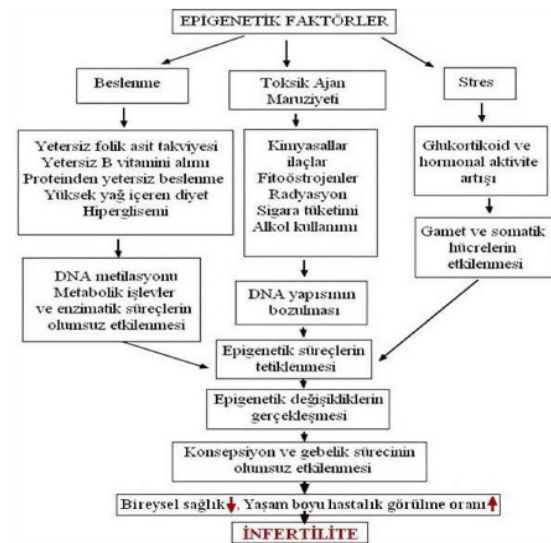 EPİGENETİK FAKTÖRLER
Beslenme
Toksik Ajan
Maruziyeti
Stres
Yetersiz folik asit takviyesi
Yetersiz B vitamini alımı
Proteinden yetersiz beslenme
Yüksek yağ içeren diyet
Hiperglisemi
Kimyasallar
ilaçlar
Fitoöstrojenler
Radyasyon
Sigara tüketimi
Alkol kullanımı
Glukortikoid ve
hormonal aktivite
artışı
DNA metilasyonu
Metabolik işlevler
ve enzimatik süreçlerin
olumsuz etkilenmesi
DNA yapısının
bozulması
Gamet ve somatik
hücrelerin
etkilenmesi
Epigenetik süreçlerin
tetiklenmesi
Epigenetik değişikliklerin
gerçekleşmesi
Konsepsiyon ve gebelik sürecinin
olumsuz etkilenmesi
Bireysel sağlık↓, Yaşam boyu hastalık görülme oranı↑
İNFERTİLİTE